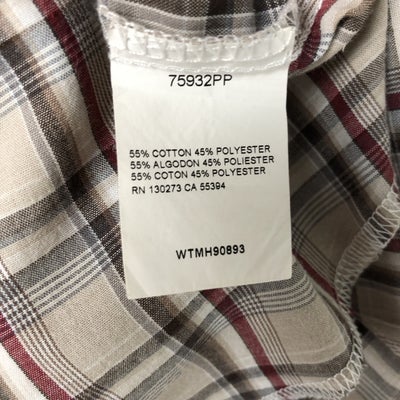 75932PP
55% COTTON 45% POLYESTER
55% ALGODON 45% POLIESTER
55% COTON 45% POLYESTER
RN 130273 CA 55394
WTMH90893